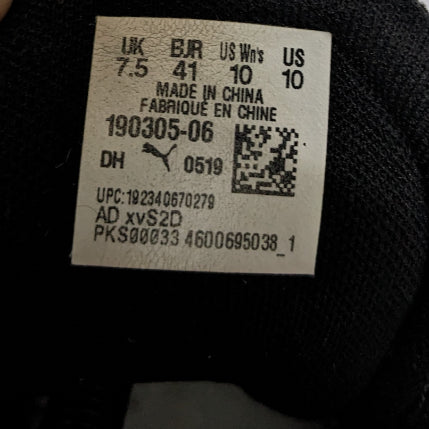 UK BJR US Wn's US
7.5 41 10 10
MADE IN CHINA
FABRIQUÉ EN CHINE
190305-06
DH 0519
UPC:192340670279
AD xvS2D
PKS00033 4600695038_1